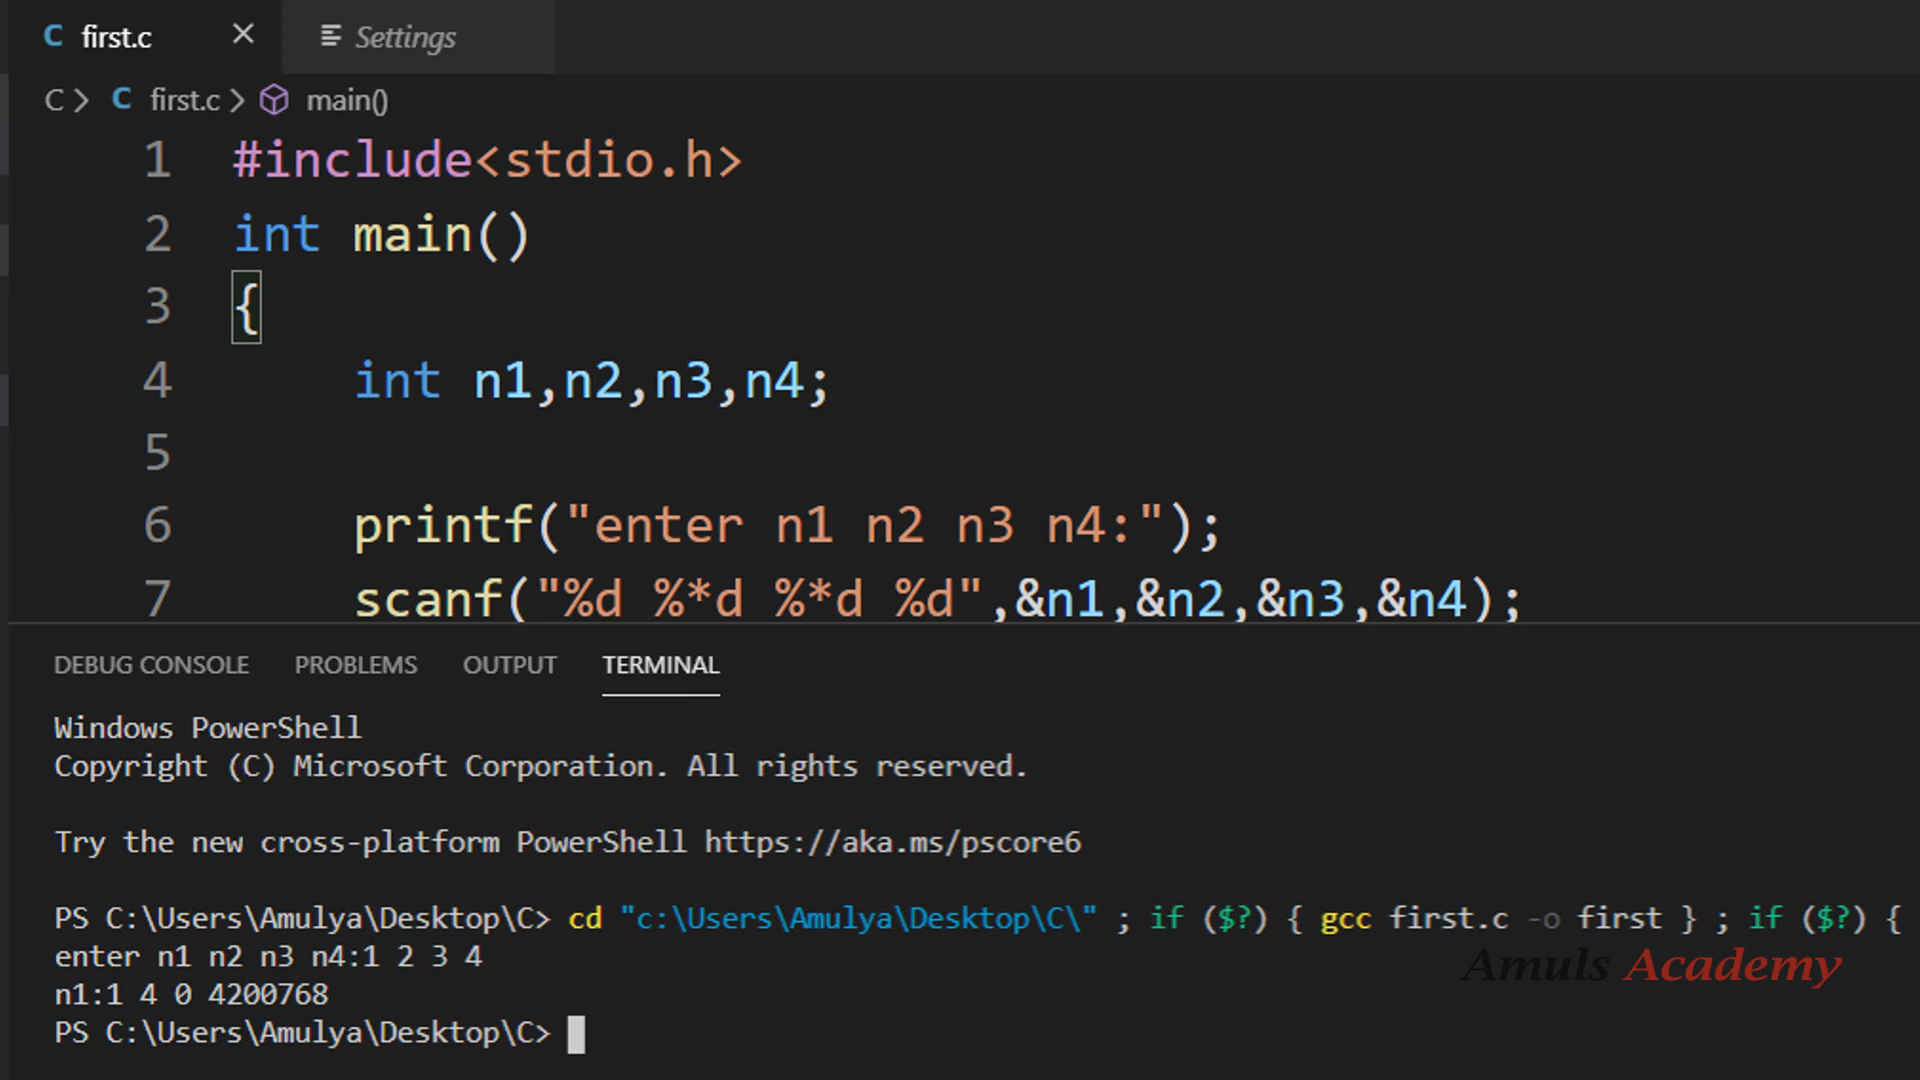 first.c Settings
C > first.c > main()
1 #include<stdio.h>
2 int main()
3 {
4 int n1,n2,n3,n4;
5
6 printf("enter n1 n2 n3 n4:");
7 scanf("%d %*d %*d %d",&n1,&n2,&n3,&n4);
DEBUG CONSOLE PROBLEMS OUTPUT TERMINAL
Windows PowerShell
Copyright (C) Microsoft Corporation. All rights reserved.
Try the new cross-platform PowerShell https://aka.ms/pscore6
PS C:\Users\Amulya\Desktop\C> cd "c:\Users\Amulya\Desktop\C\" ; if ($?) { gcc first.c -o first } ; if ($?) {
enter n1 n2 n3 n4:1 2 3 4
n1:1 4 0 4200768
PS C:\Users\Amulya\Desktop\C>
Amuls Academy